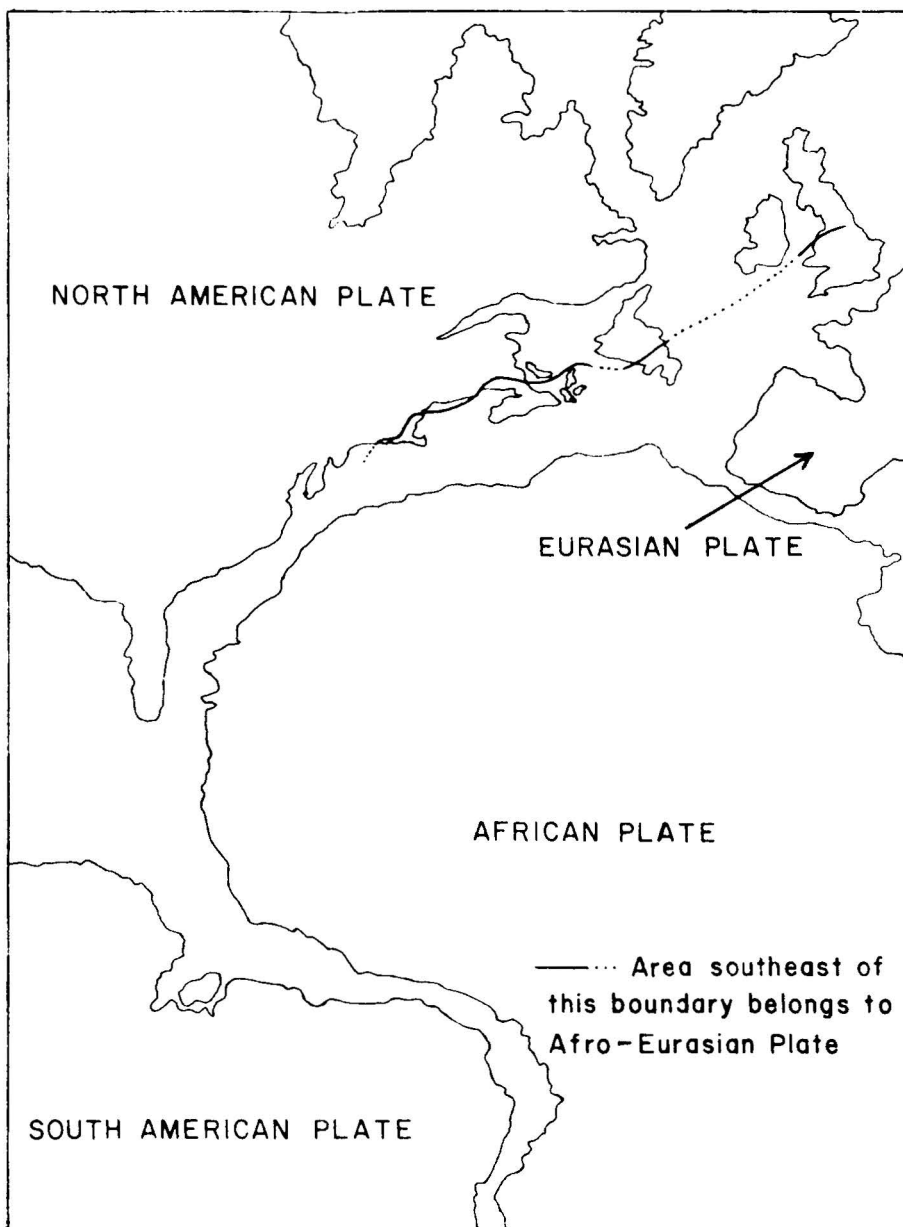 NORTH AMERICAN PLATE
EURASIAN PLATE
AFRICAN PLATE
Area southeast of
this boundary belongs to
Afro-Eurasian Plate
SOUTH AMERICAN PLATE